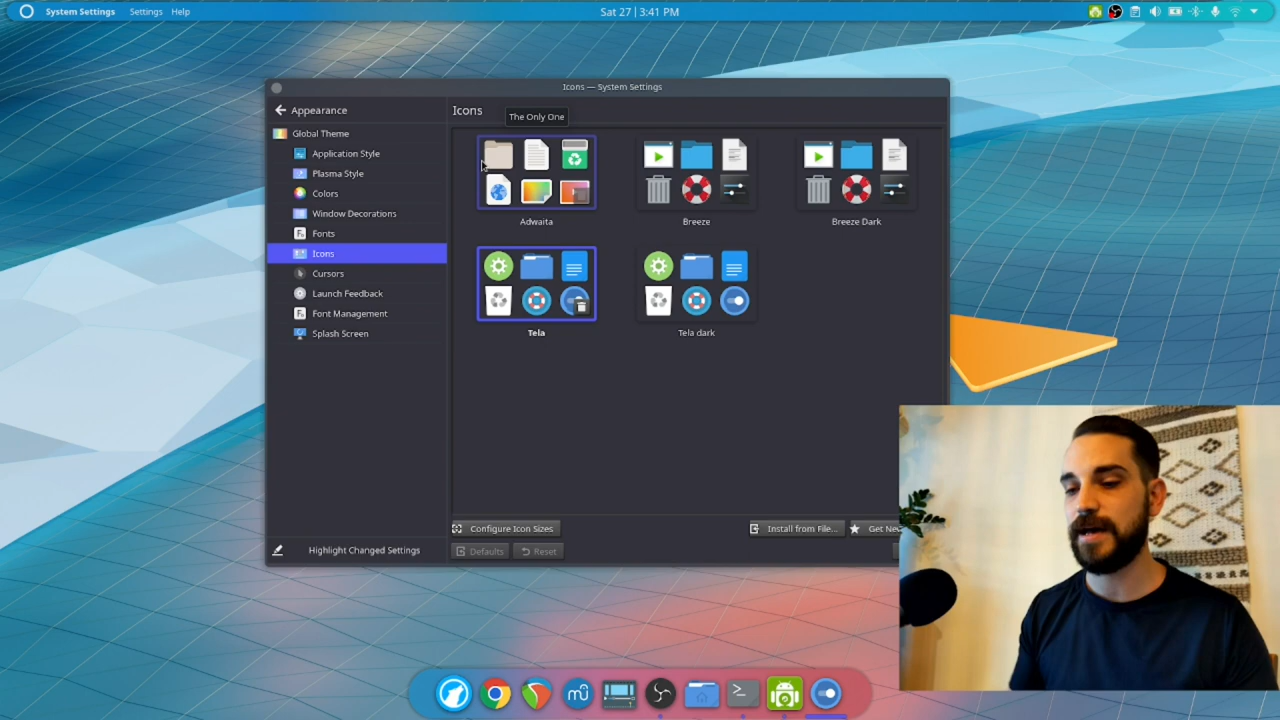 System Settings Settings Help
Sat 27 | 3:41 PM
Icons — System Settings
Appearance
Icons
The Only One
Global Theme
Application Style
Plasma Style
Colors
Window Decorations
Fonts
Icons
Cursors
Launch Feedback
Font Management
Splash Screen
Adwaita
Breeze
Breeze Dark
Tela
Tela dark
Configure Icon Sizes
Install from File...
Get
Highlight Changed Settings
Defaults
Reset